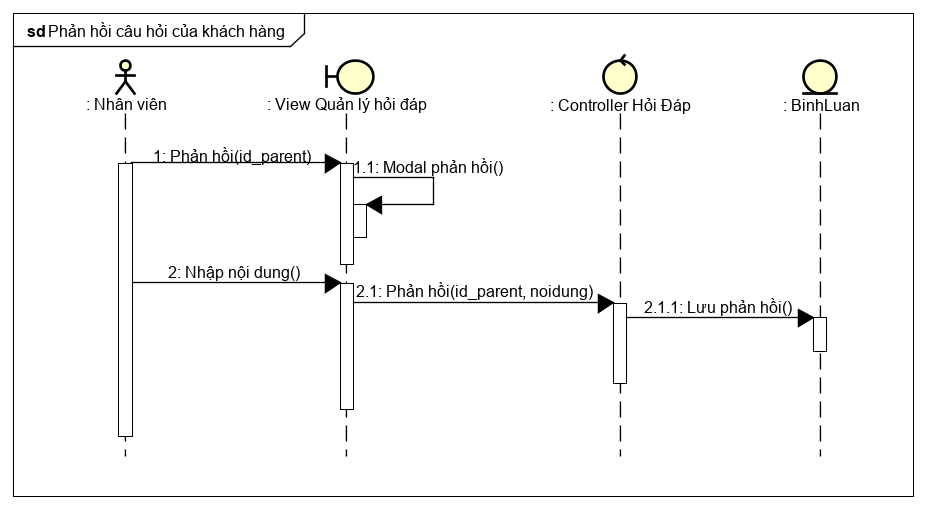 sd Phản hồi câu hỏi của khách hàng
: Nhân viên
: View Quản lý hỏi đáp
: Controller Hỏi Đáp
: BinhLuan
1: Phản hồi(id_parent)
1.1: Modal phản hồi()
2: Nhập nội dung()
2.1: Phản hồi(id_parent, noidung)
2.1.1: Lưu phản hồi()